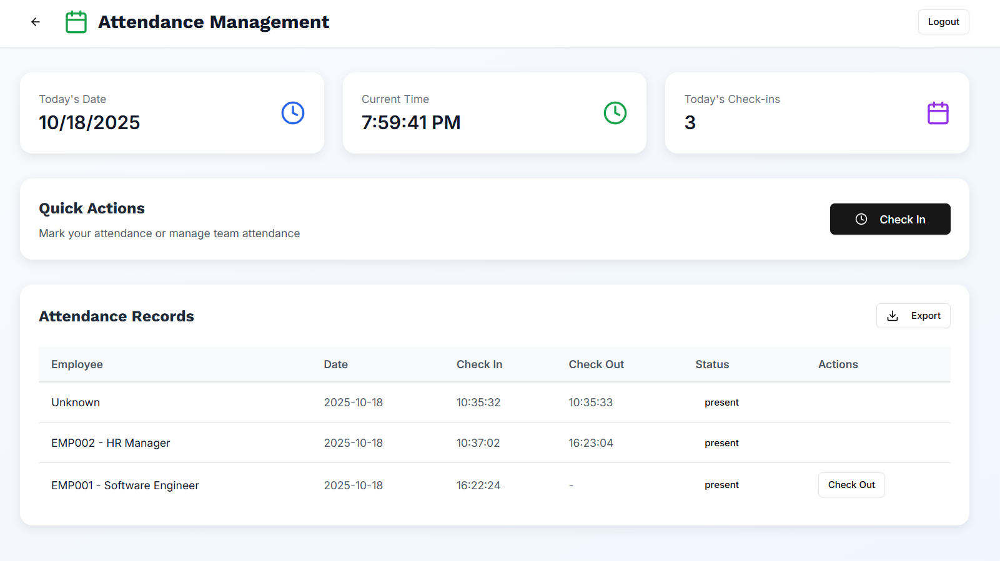 Attendance Management
Logout
Today's Date
10/18/2025
Current Time
7:59:41 PM
Today's Check-ins
3
Quick Actions
Mark your attendance or manage team attendance
Check In
Attendance Records
Export
Employee Date Check In Check Out Status Actions
Unknown 2025-10-18 10:35:32 10:35:33 present
EMP002 - HR Manager 2025-10-18 10:37:02 16:23:04 present
EMP001 - Software Engineer 2025-10-18 16:22:24 - present Check Out